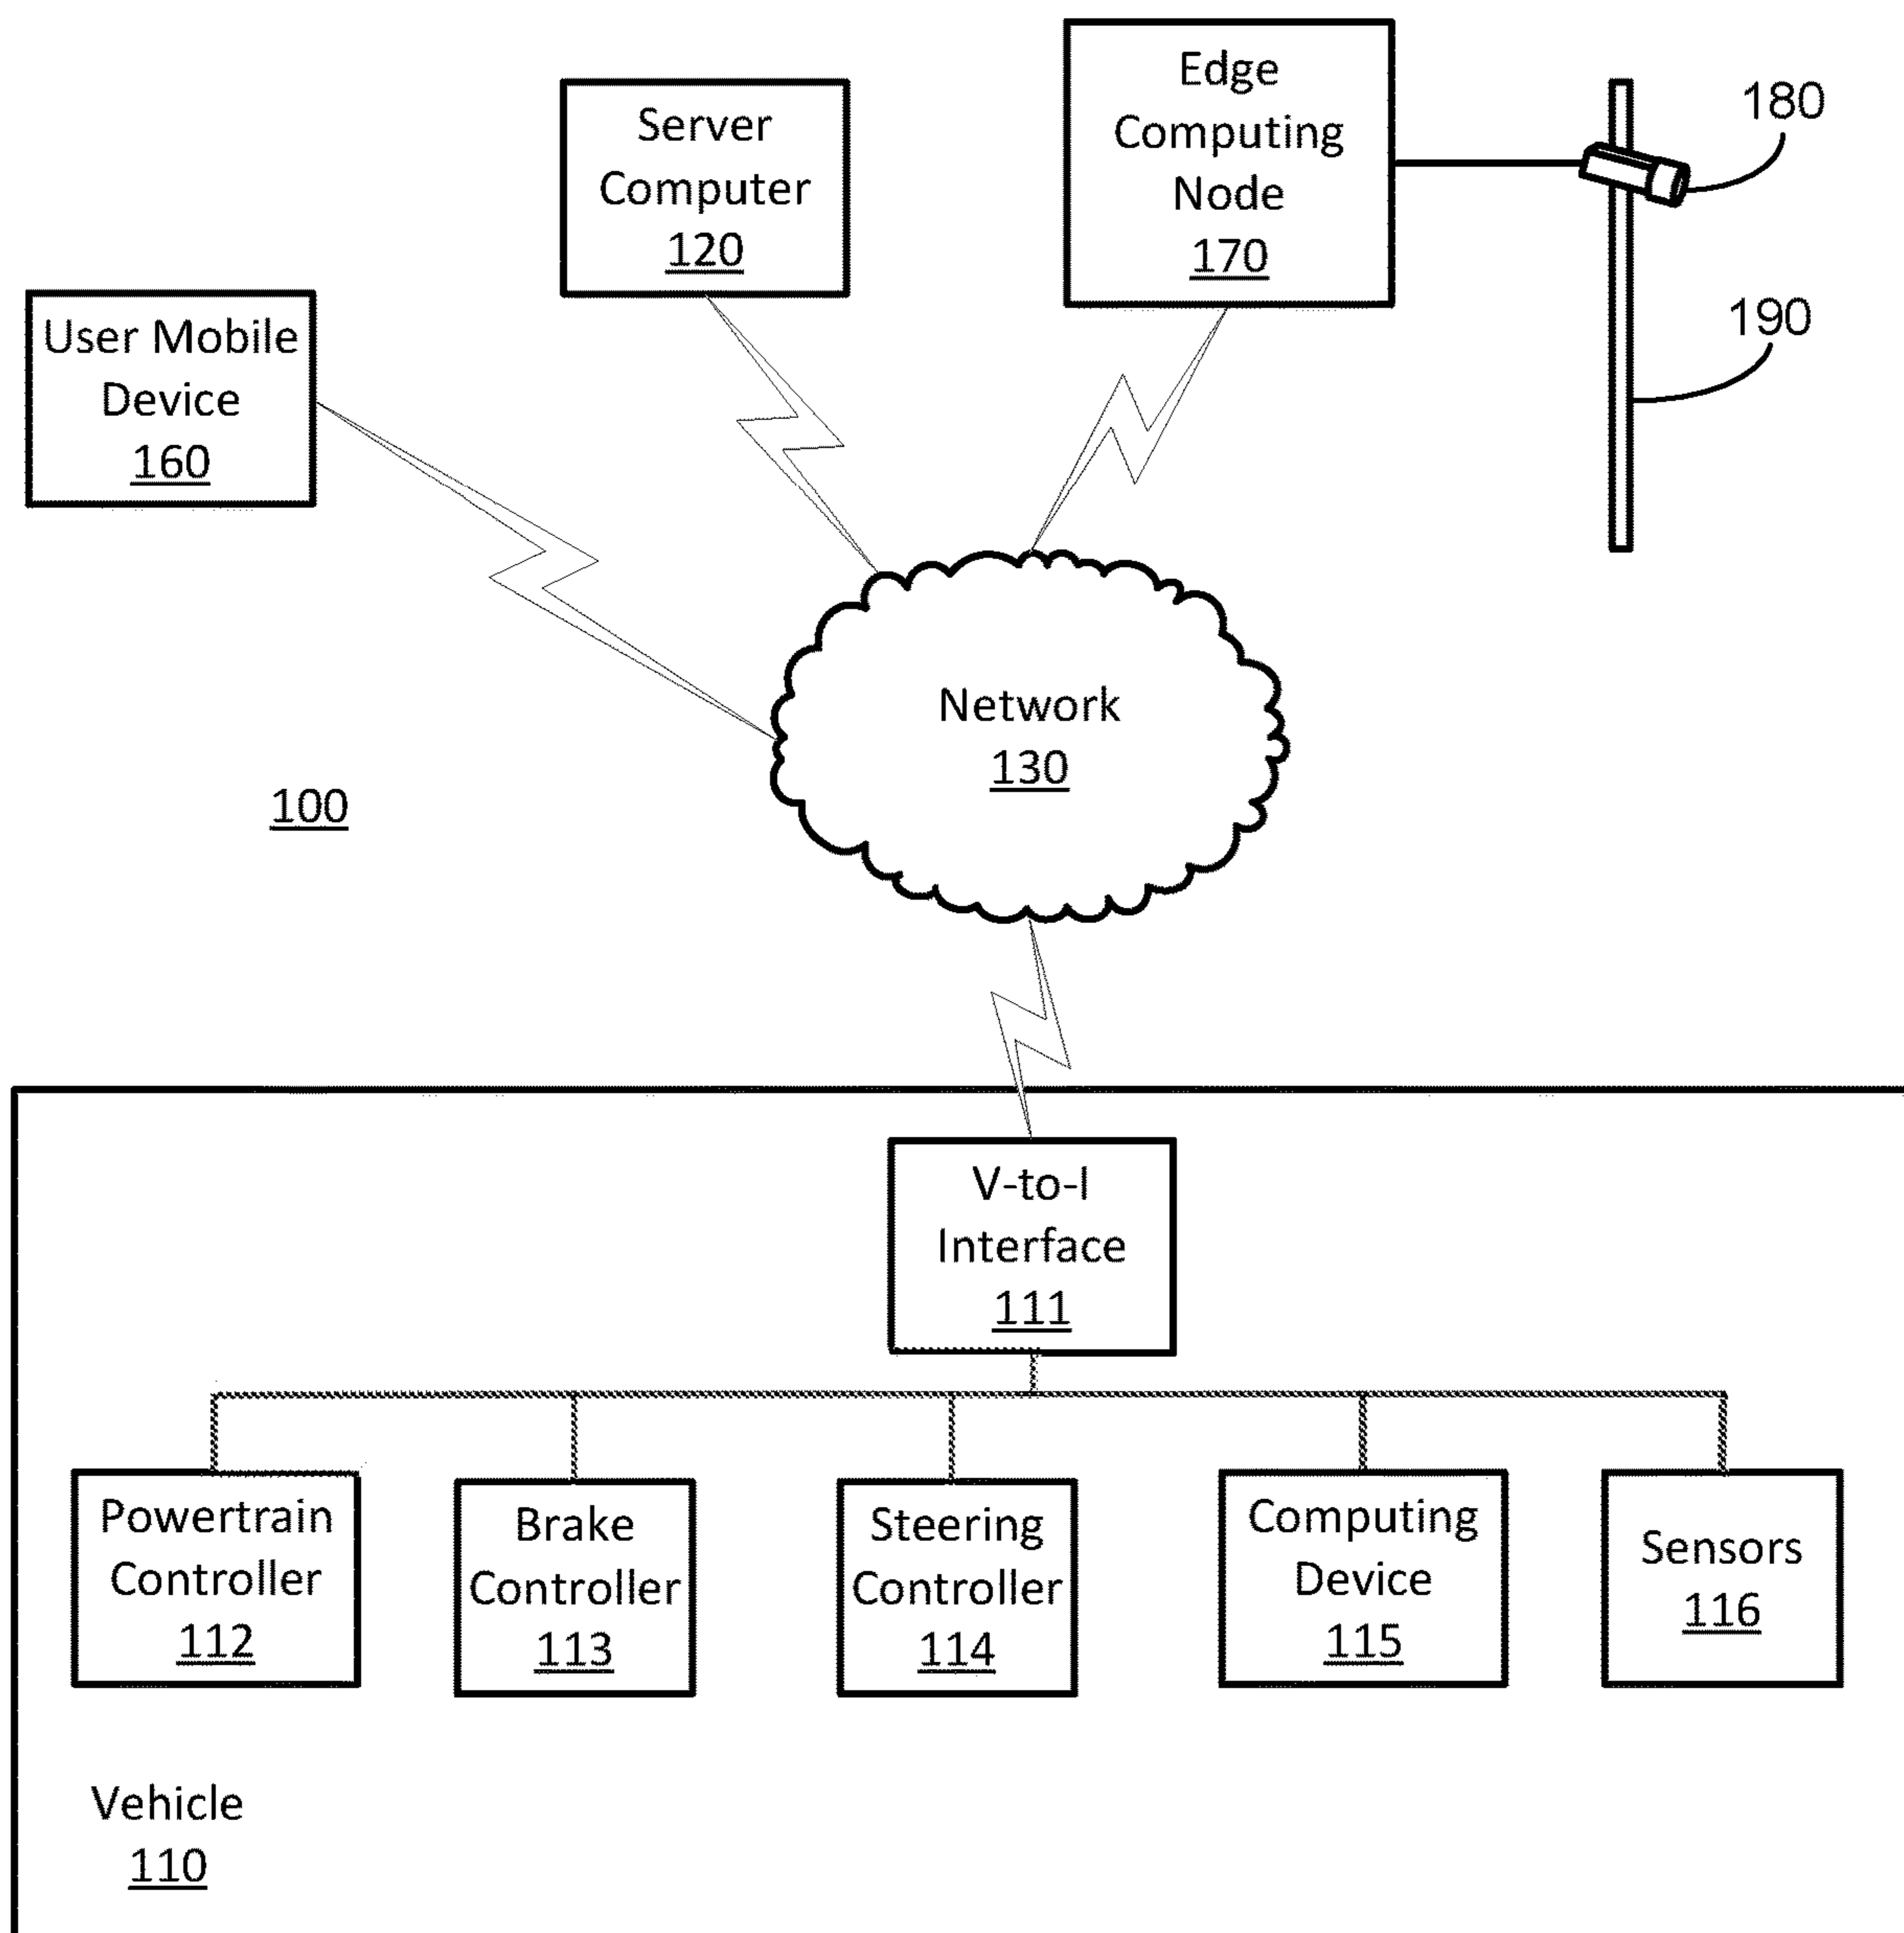 Edge
Computing
Node
170
180
Server
Computer
120
190
User Mobile
Device
160
Network
130
100
V-to-I
Interface
111
Powertrain
Controller
112
Brake
Controller
113
Steering
Controller
114
Computing
Device
115
Sensors
116
Vehicle
110